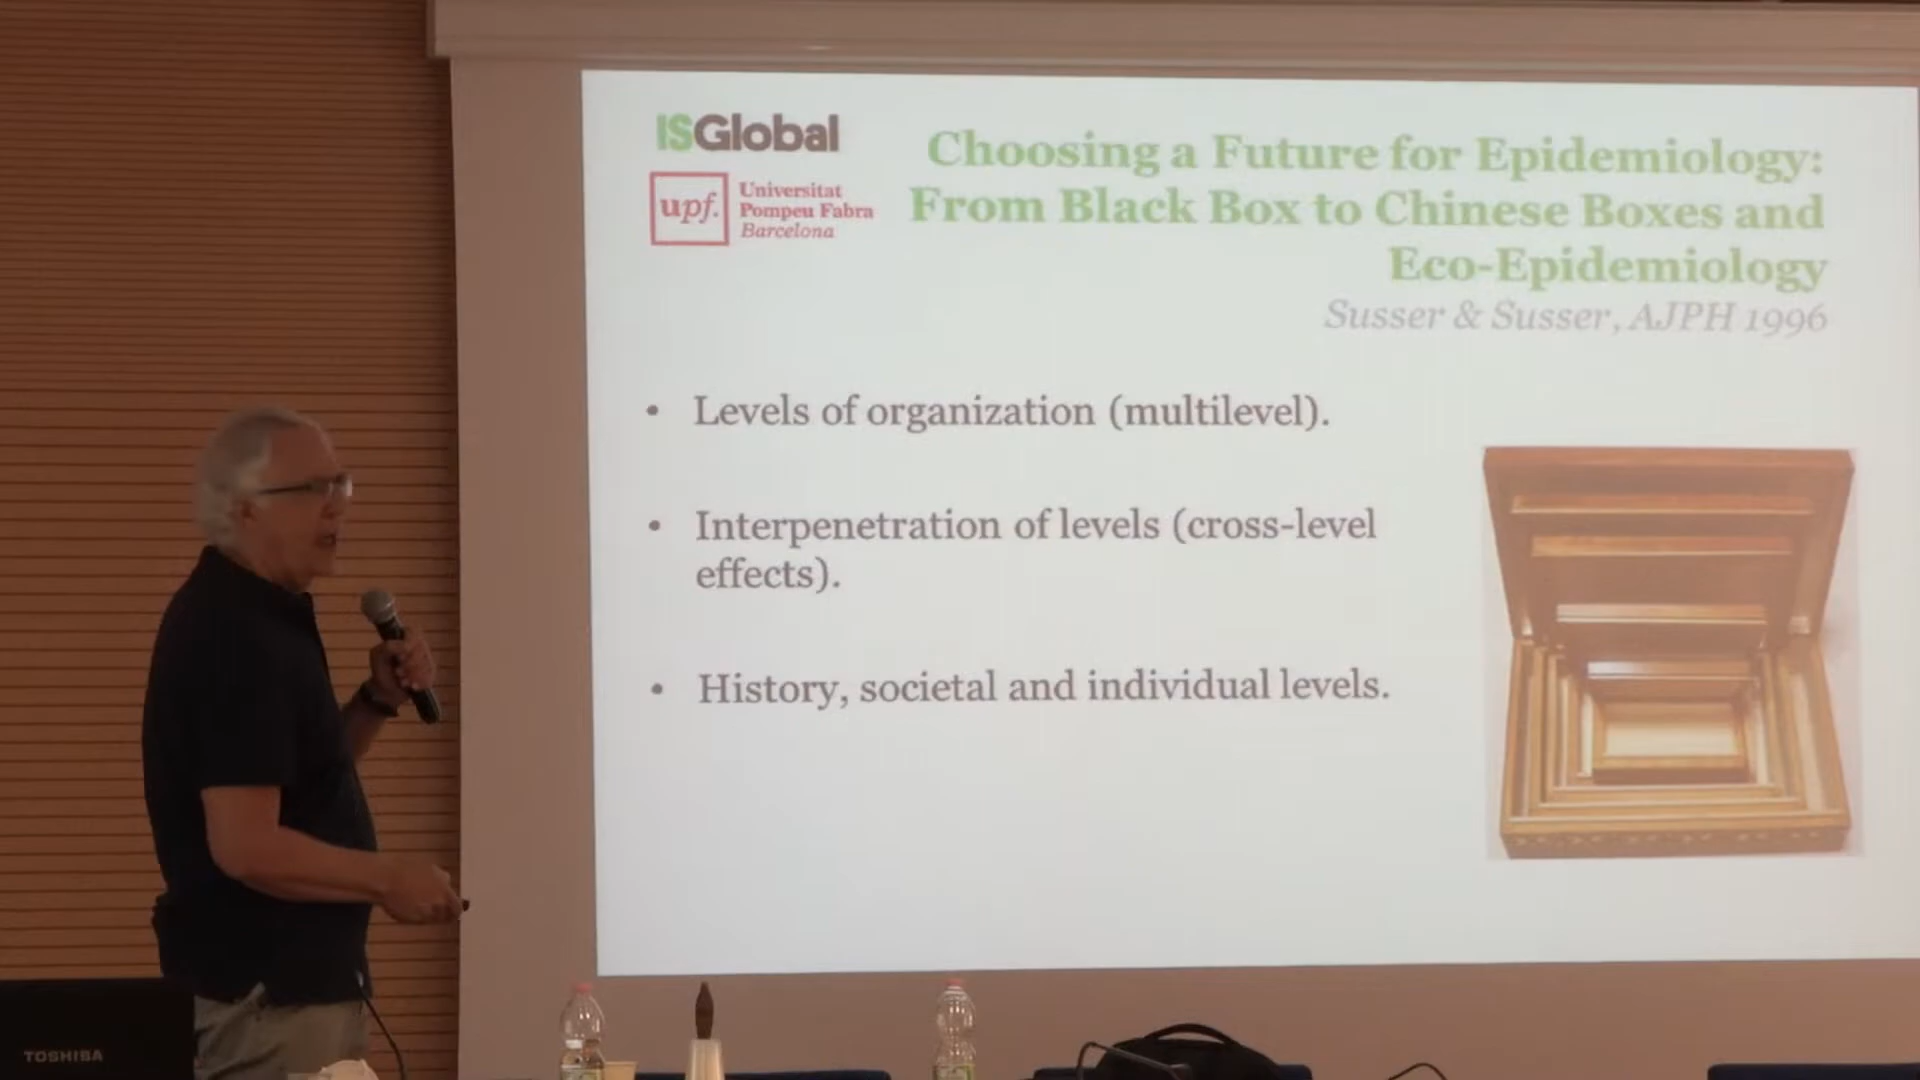 ISGlobal
upf.
Universitat
Pompeu Fabra
Barcelona
Choosing a Future for Epidemiology:
From Black Box to Chinese Boxes and
Eco-Epidemiology
Susser & Susser, AJPH 1996
• Levels of organization (multilevel).
• Interpenetration of levels (cross-level
effects).
• History, societal and individual levels.
TOSHIBA